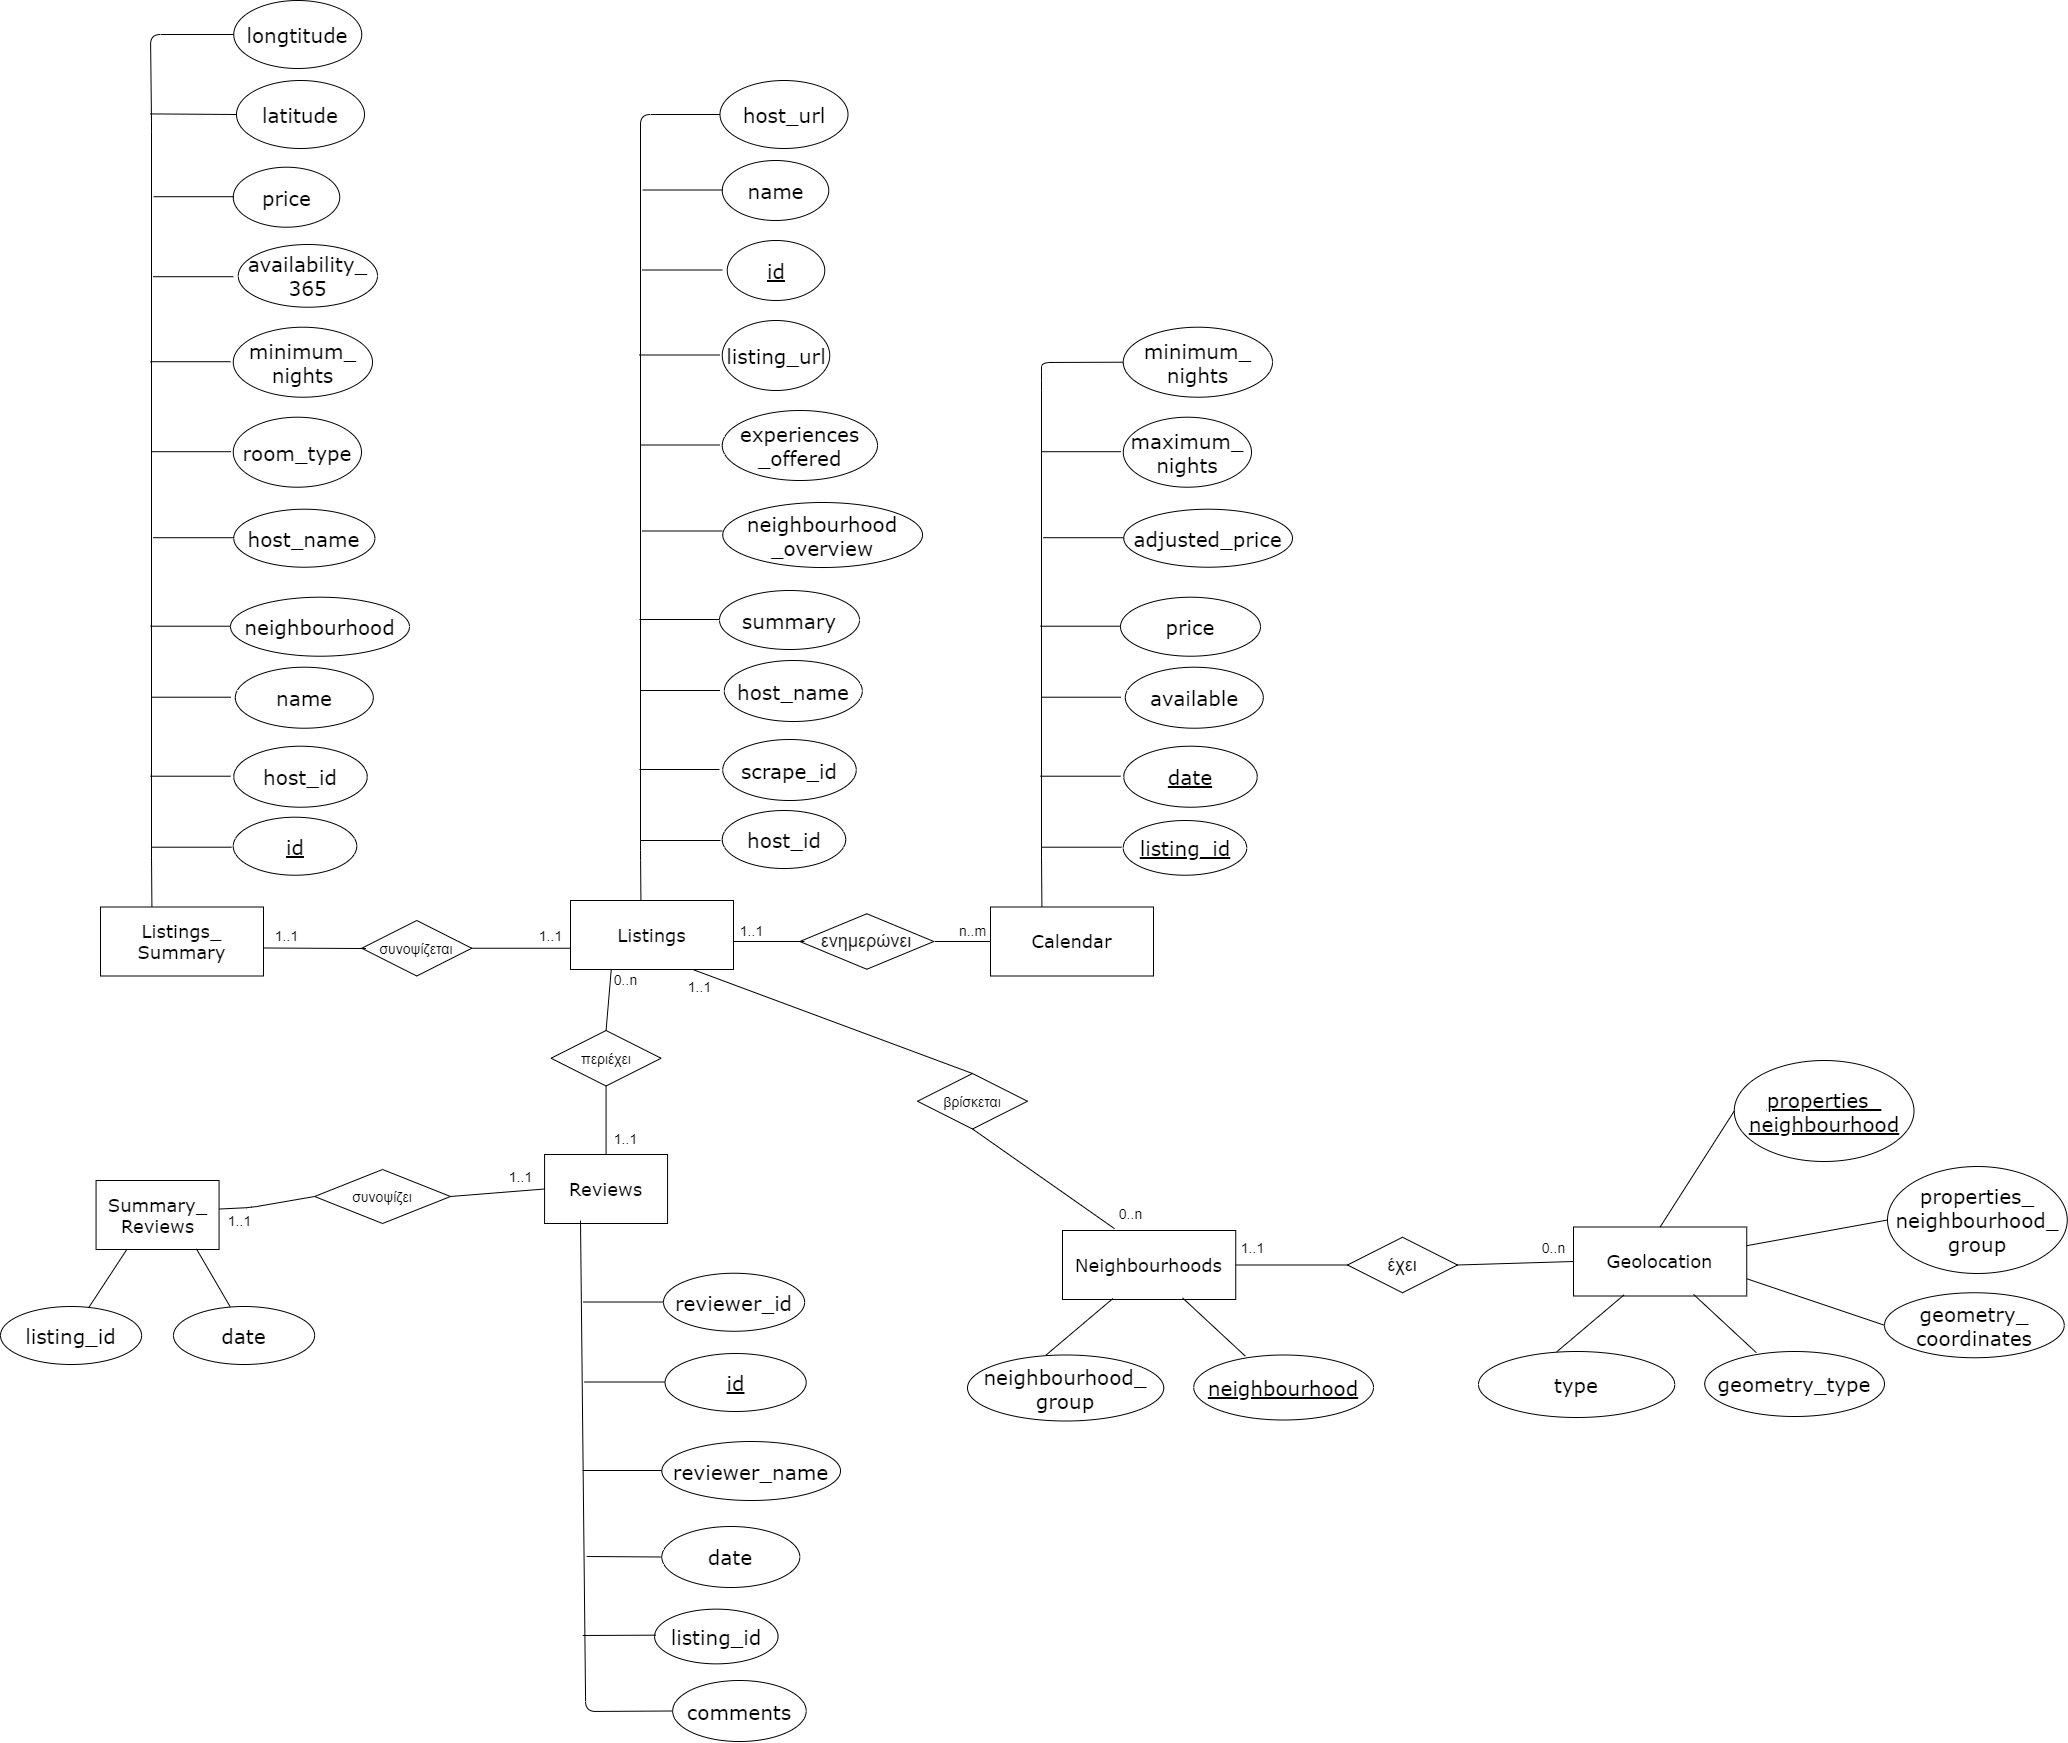 longtitude
latitude
price
availability_
365
minimum_
nights
room_type
host_name
neighbourhood
name
host_id
id
host_url
name
id
listing_url
experiences
_offered
neighbourhood
_overview
summary
host_name
scrape_id
host_id
minimum_
nights
maximum_
nights
adjusted_price
price
available
date
listing_id
Listings_
Summary
1..1
συνοψίζεται
1..1
Listings
1..1
ενημερώνει
n..m
Calendar
0..n
1..1
περιέχει
βρίσκεται
1..1
0..n
Summary_
Reviews
1..1
συνοψίζει
1..1
Reviews
listing_id
date
reviewer_id
id
reviewer_name
date
listing_id
comments
Neighbourhoods
1..1
έχει
0..n
Geolocation
neighbourhood_
group
neighbourhood
properties_
neighbourhood
properties_
neighbourhood_
group
geometry_
coordinates
type
geometry_type